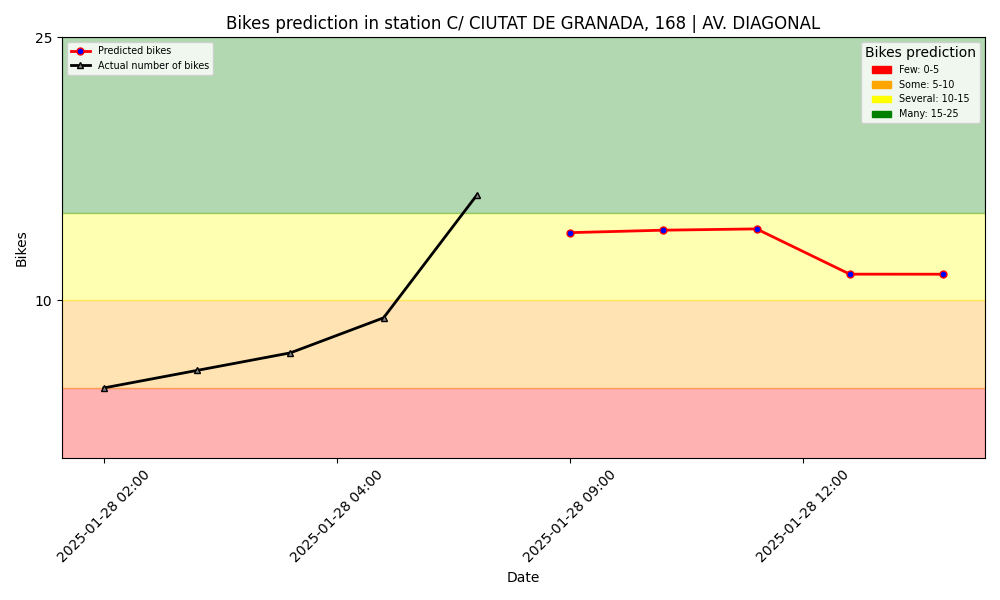 Bikes prediction in station C/ CIUTAT DE GRANADA, 168 | AV. DIAGONAL
25
Predicted bikes
Actual number of bikes
Bikes prediction
Few: 0-5
Some: 5-10
Several: 10-15
Many: 15-25
Bikes
10
2025-01-28 02:00
2025-01-28 04:00
2025-01-28 09:00
2025-01-28 12:00
Date